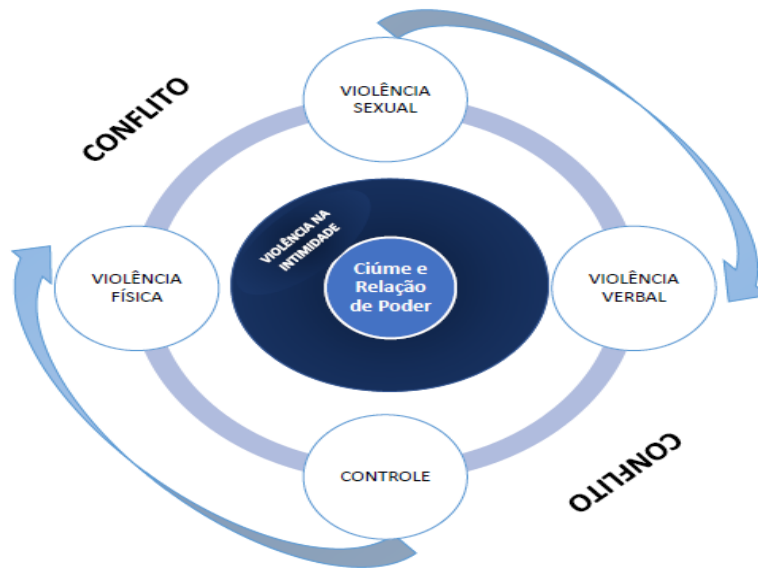 CONFLITO
VIOLÊNCIA
SEXUAL
VIOLÊNCIA NA
INTIMIDADE
Ciúme e
Relação
de Poder
VIOLÊNCIA
FÍSICA
VIOLÊNCIA
VERBAL
CONTROLE
CONFLITO